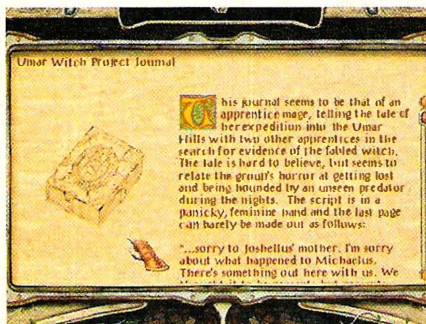 Umar Witch Project Journal
This journal seems to be that of an
apprentice mage, telling the tale of
her expedition into the Umar
Hills with two other apprentices in the
search for evidence of the fabled witch.
The tale is hard to believe, but seems to
relate the group's horror at getting lost
and being hounded by an unseen predator
during the nights. The script is in a
panicky, feminine hand and the last page
can barely be made out as follows:
"...sorry to Joshellus' mother. I'm sorry
about what happened to Michaelus.
There's something out here with us. We